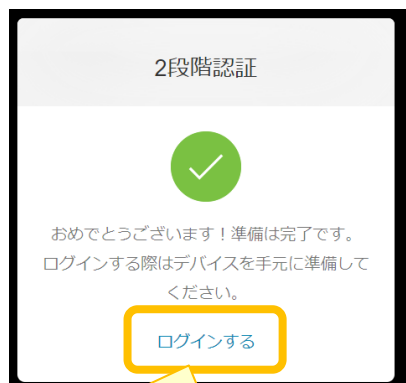 2段階認証
おめでとうございます！準備は完了です。
ログインする際はデバイスを手元に準備して
ください。
ログインする